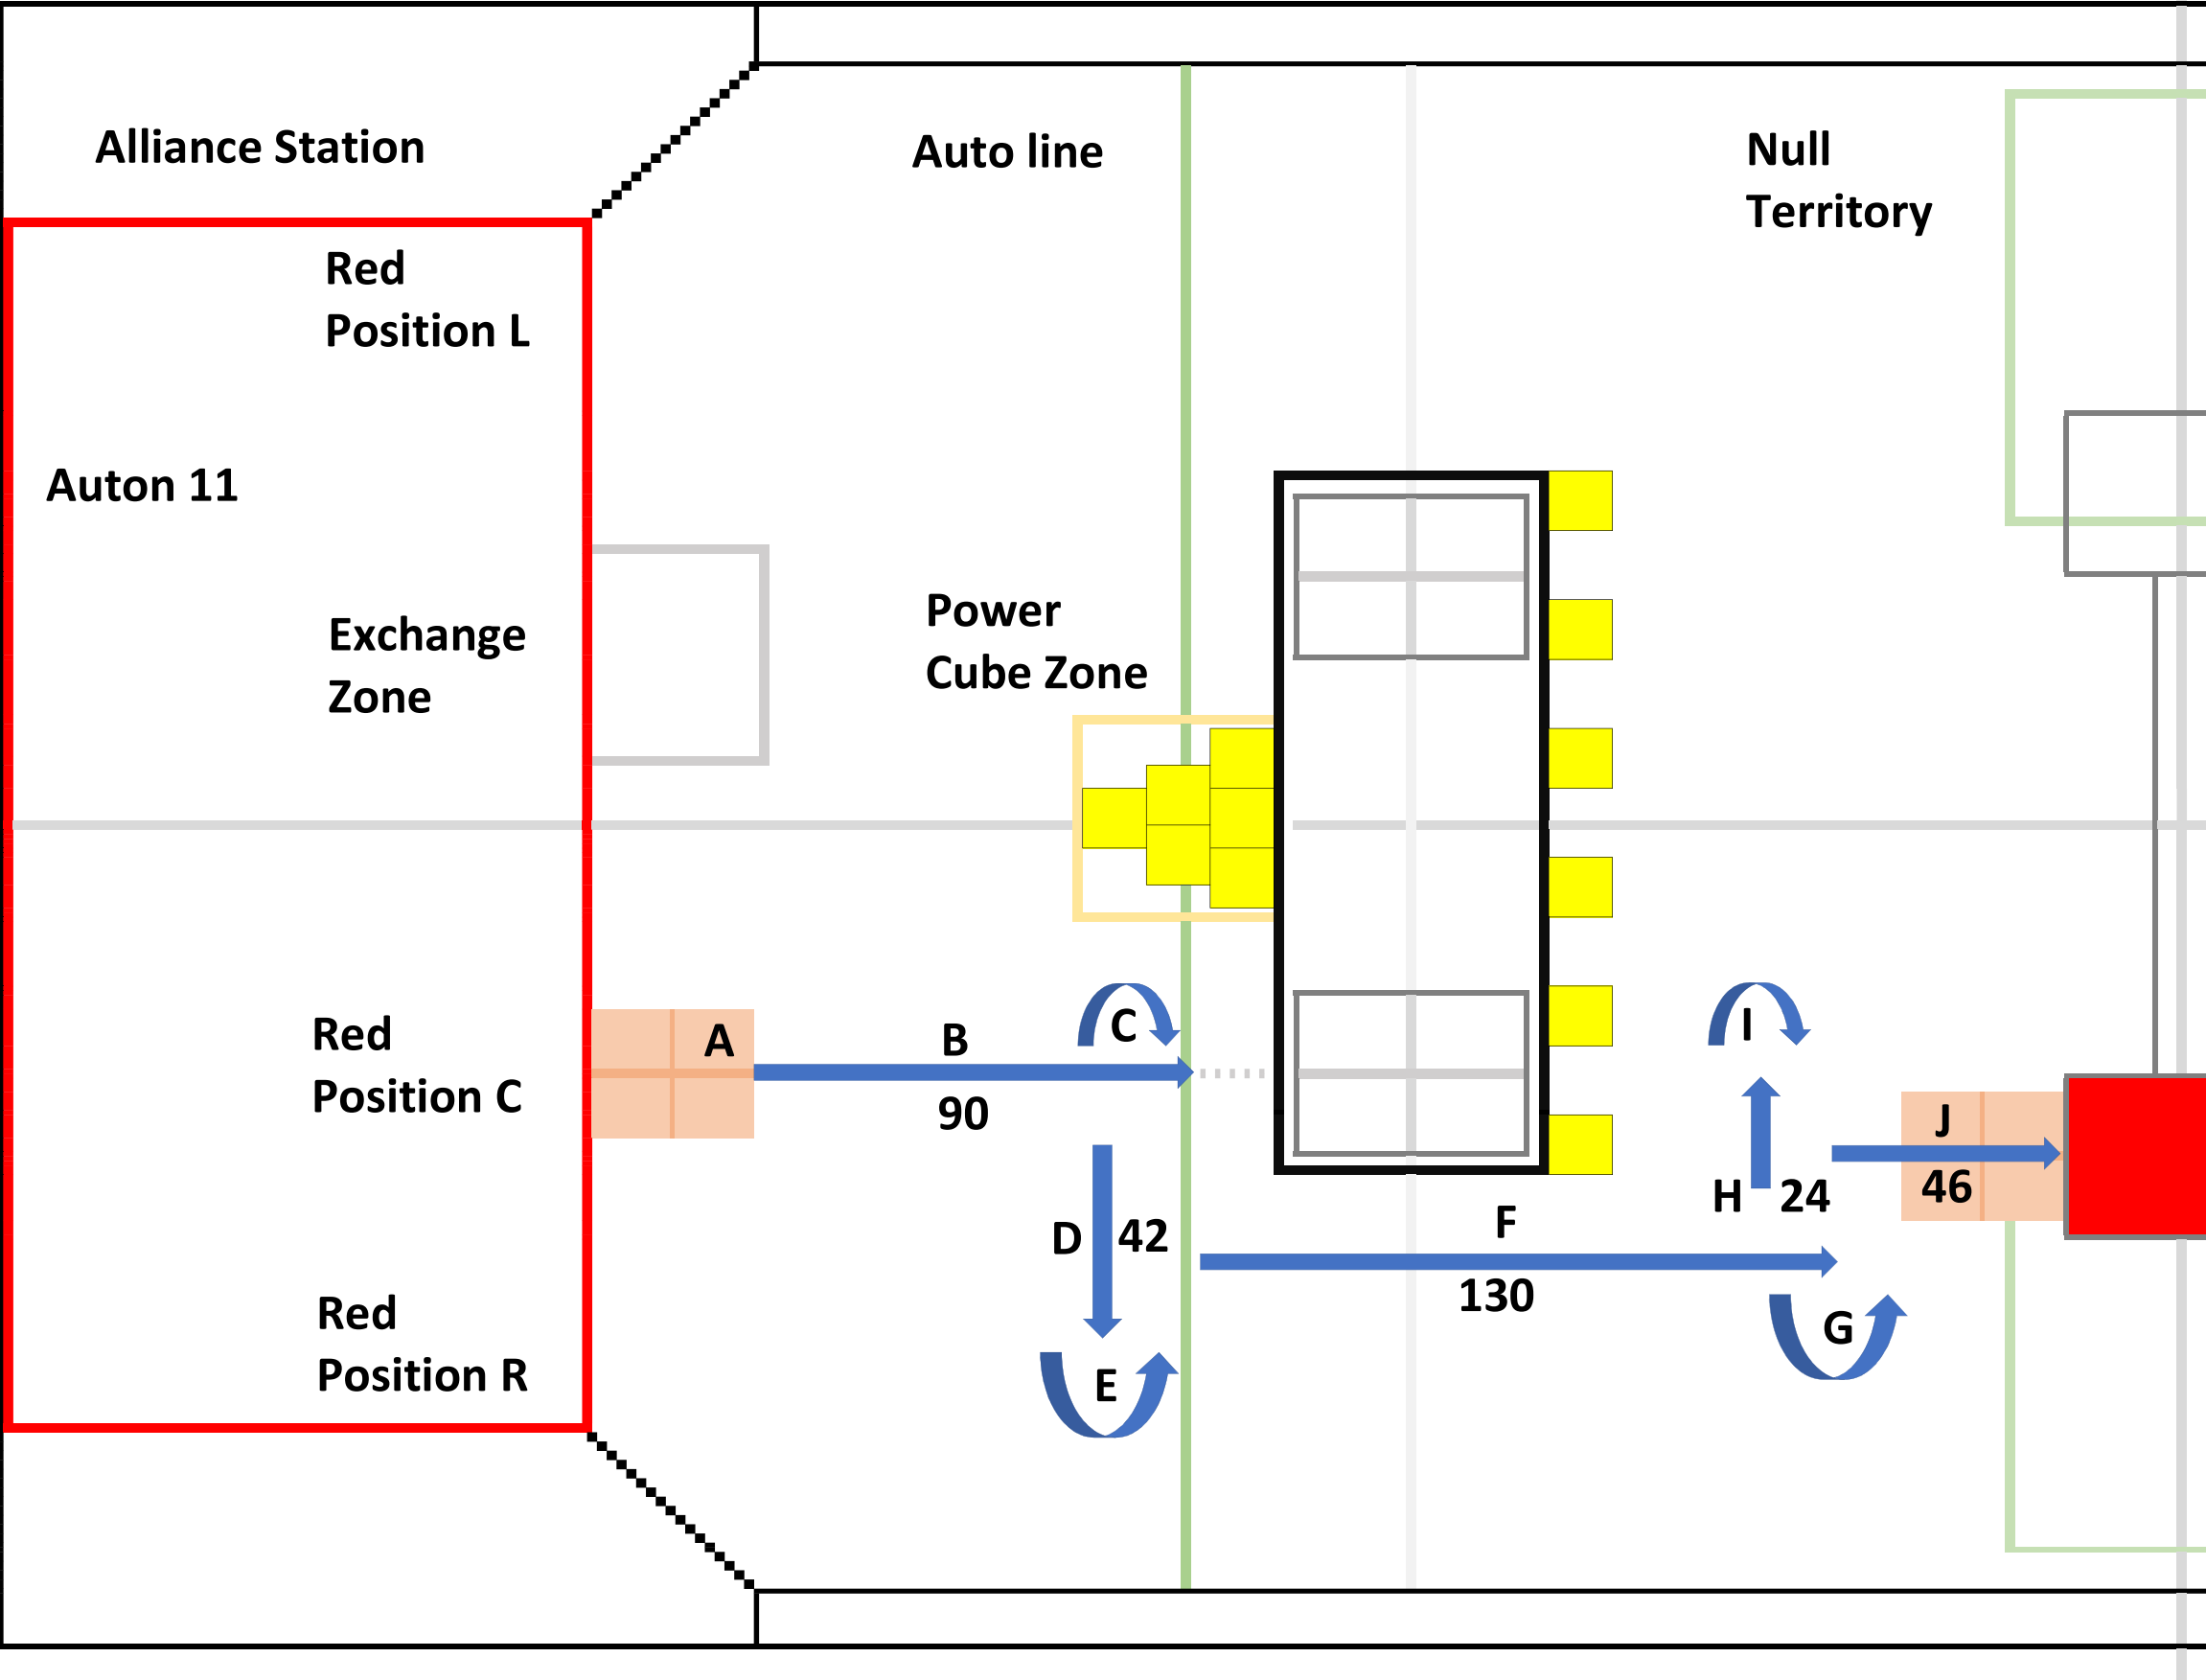 Alliance Station
Auto line
Null
Territory
Red
Position L
Auton 11
Exchange
Zone
Power
Cube Zone
Red
Position C
A
B
90
C
D
42
E
F
130
G
H
24
I
J
46
Red
Position R